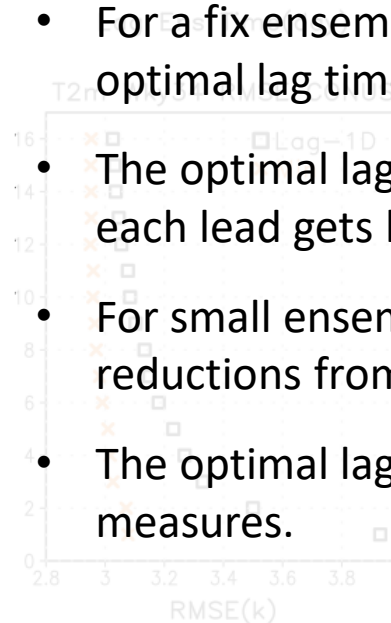 • For a fix ensem
optimal lag tim
• The optimal lag
each lead gets
• For small ensem
reductions from
• The optimal lag
measures.
Lag-1D
16
14
12
10
8
6
4
2
0
2.8 3 3.2 3.4 3.6 3.8
RMSE(k)